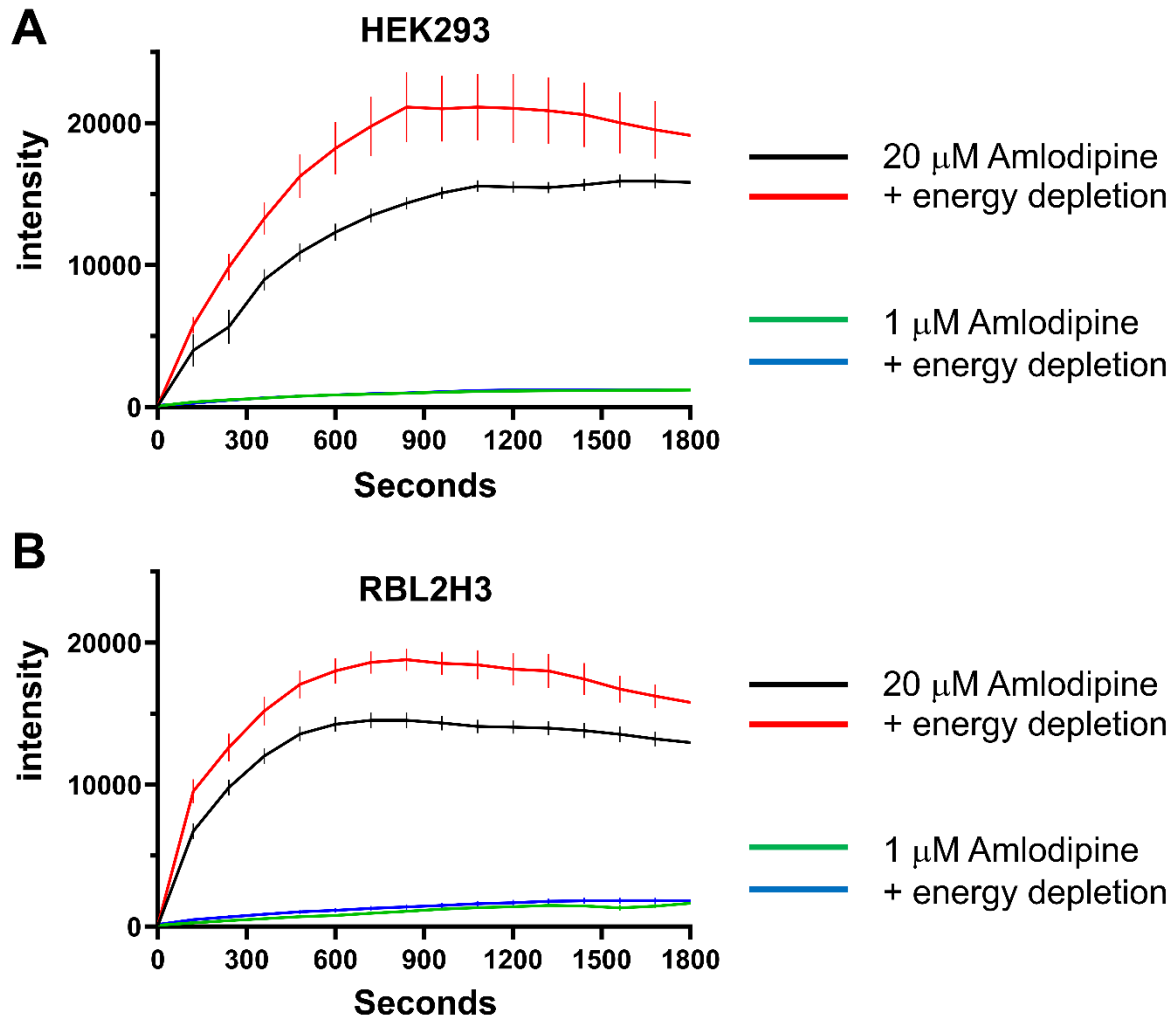 A
HEK293
intensity
20000
10000
0
0 300 600 900 1200 1500 1800
Seconds
20 μM Amlodipine
+ energy depletion
1 μM Amlodipine
+ energy depletion
B
RBL2H3
intensity
20000
10000
0
0 300 600 900 1200 1500 1800
Seconds
20 μM Amlodipine
+ energy depletion
1 μM Amlodipine
+ energy depletion